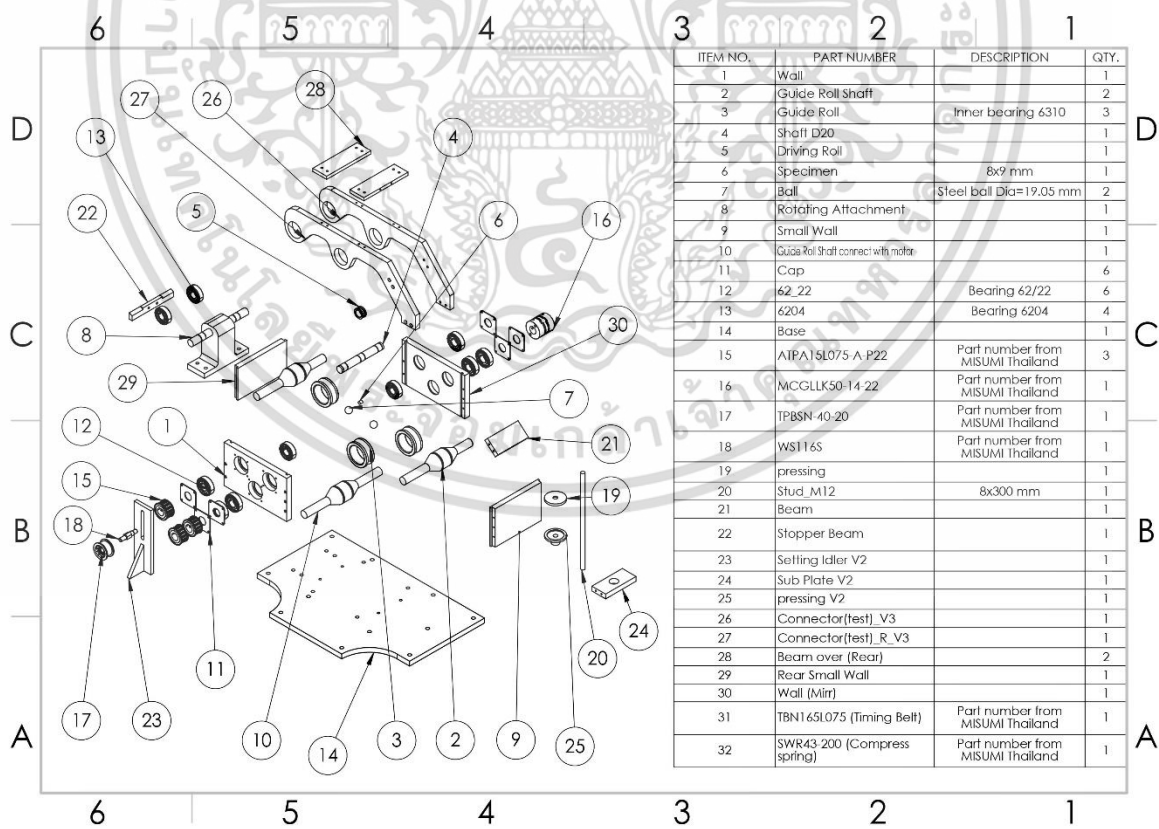 6 5 4 3 2 1
ITEM NO. PART NUMBER DESCRIPTION QTY.
1 Wall 1
2 Guide Roll Shaft 2
3 Guide Roll Inner bearing 6310 3
4 Shaft D20 1
5 Driving Roll 1
6 Specimen 8x9 mm 1
7 Ball Steel ball Dia=19.05 mm 2
8 Rotating Attachment 1
9 Small Wall 1
10 Guide Roll Shaft connect with motor 1
11 Cap 6
12 62_22 Bearing 62/22 6
13 6204 Bearing 6204 4
14 Base 1
15 ATPA15L075-A-P22 Part number from
MISUMI Thailand 3
16 MCGLLK50-14-22 Part number from
MISUMI Thailand 1
17 TPBSN-40-20 Part number from
MISUMI Thailand 1
18 WS116S Part number from
MISUMI Thailand 1
19 pressing 1
20 Stud_M12 8x300 mm 1
21 Beam 1
22 Stopper Beam 1
23 Setting Idler V2 1
24 Sub Plate V2 1
25 pressing V2 1
26 Connector(test)_V3 1
27 Connector(test)_R_V3 1
28 Beam over (Rear) 2
29 Rear Small Wall 1
30 Wall (Mirr) 1
31 TBN165L075 (Timing Belt) Part number from
MISUMI Thailand 1
32 SWR43-200 (Compress
spring) Part number from
MISUMI Thailand 1
D
C
B
A
D
C
B
A
27 26 28 4
13
22 5 6 16
8 30
29 7
12 1 21
15 19
18
11 20 24
17 23 10 14 3 2 9 25
6 5 4 3 2 1